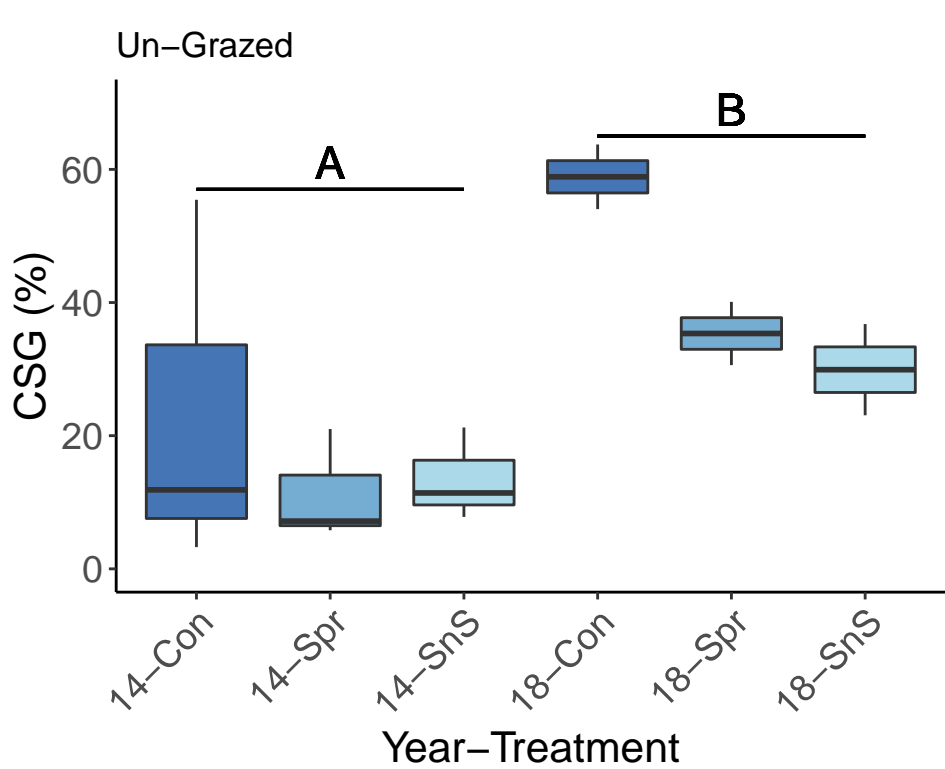 Un−Grazed
B
A
60
40
20
0
CSG (%)
14−Con
14−Spr
14−SnS
18−Con
18−Spr
18−SnS
Year−Treatment